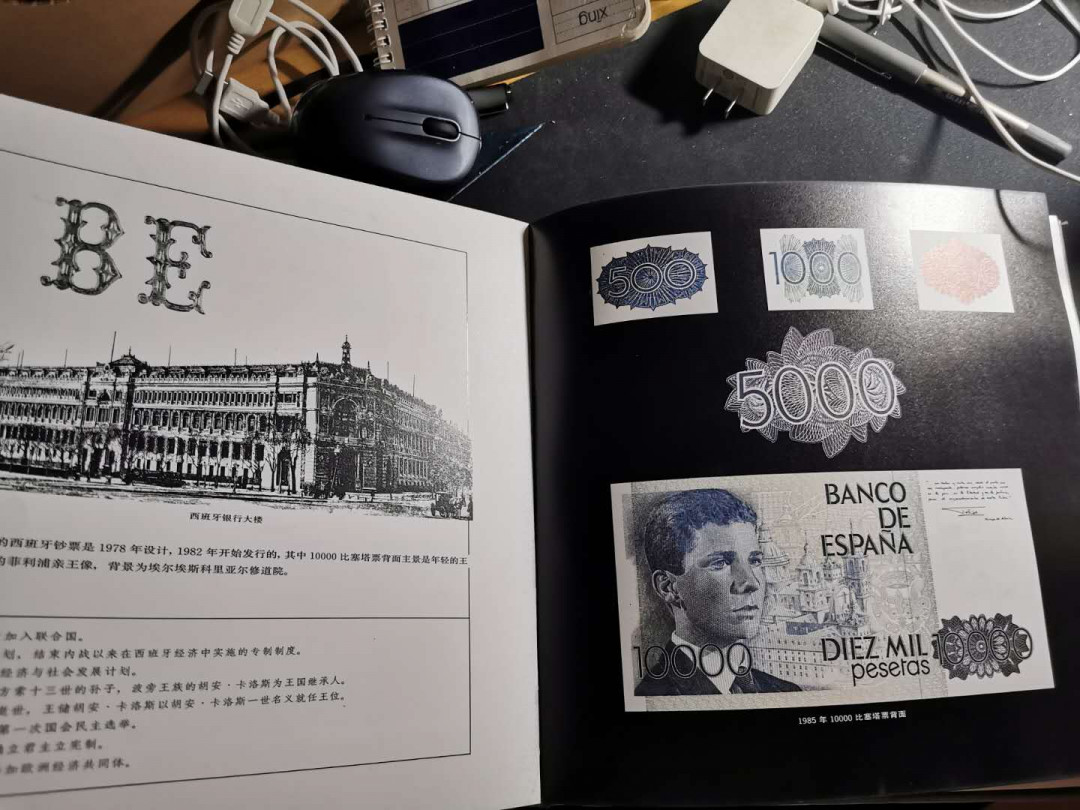 xing
BE
西班牙银行大楼
的西班牙钞票是 1978 年设计，1982 年开始发行的，其中 10000 比塞塔票背面主景是年轻的王
的菲利浦亲王像，背景为埃尔埃斯科里亚尔修道院。
加入联合国。
划，结束内战以来在西班牙经济中实施的专制制度。
经济与社会发展计划。
方索十三世的孙子，波旁王族的胡安·卡洛斯为王国继承人。
逝世，王储胡安·卡洛斯以胡安·卡洛斯一世名义就任王位。
第一次国会民主选举。
确立君主立宪制。
加欧洲经济共同体。
500
1000
5000
BANCO
DE
ESPAÑA
10000
DIEZ MIL
pesetas
10000
1985 年 10000 比塞塔票背面